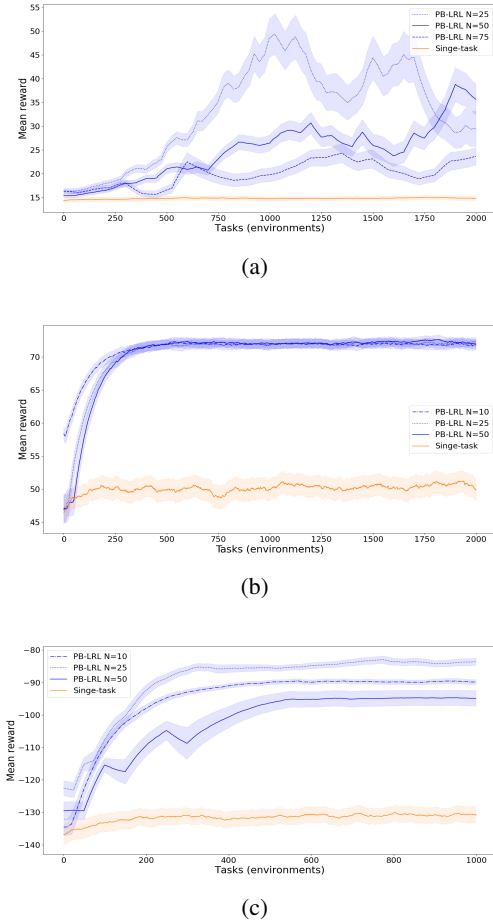 55
50
45
40
35
30
25
20
15
Mean reward
PB-LRL N=25
PB-LRL N=50
PB-LRL N=75
Singe-task
0 250 500 750 1000 1250 1500 1750 2000
Tasks (environments)
(a)
70
65
60
55
50
45
Mean reward
PB-LRL N=10
PB-LRL N=25
PB-LRL N=50
Singe-task
0 250 500 750 1000 1250 1500 1750 2000
Tasks (environments)
(b)
−80
−90
−100
−110
−120
−130
−140
Mean reward
PB-LRL N=10
PB-LRL N=25
PB-LRL N=50
Singe-task
0 200 400 600 800 1000
Tasks (environments)
(c)